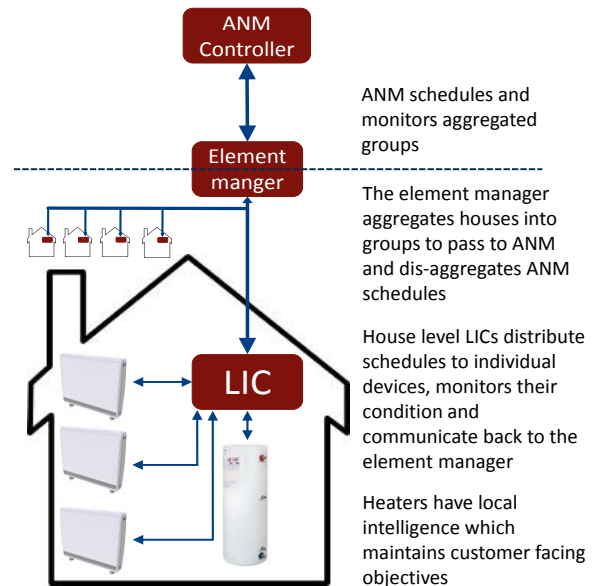 ANM
Controller
ANM schedules and
monitors aggregated
groups
Element
manger
The element manager
aggregates houses into
groups to pass to ANM
and dis-aggregates ANM
schedules
House level LICs distribute
schedules to individual
devices, monitors their
condition and
communicate back to the
element manager
LIC
Heaters have local
intelligence which
maintains customer facing
objectives